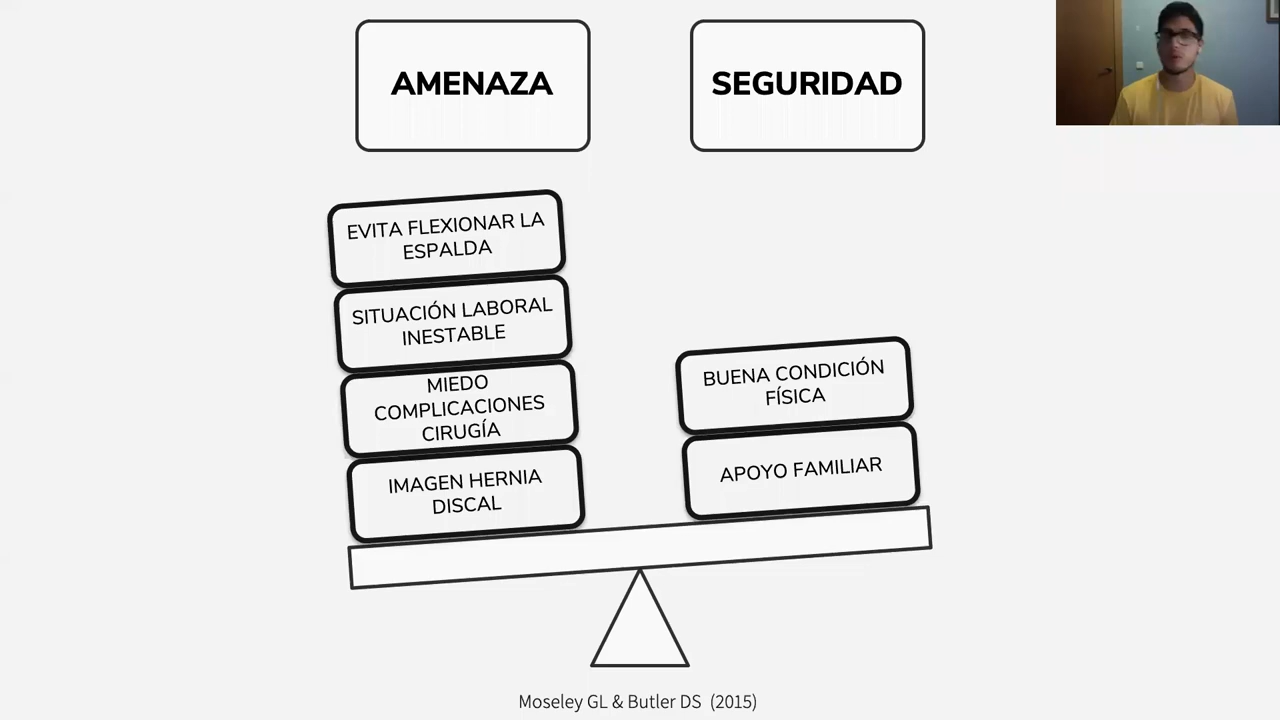 AMENAZA
SEGURIDAD
EVITA FLEXIONAR LA
ESPALDA
SITUACIÓN LABORAL
INESTABLE
MIEDO
COMPLICACIONES
CIRUGÍA
IMAGEN HERNIA
DISCAL
BUENA CONDICIÓN
FÍSICA
APOYO FAMILIAR
Moseley GL & Butler DS (2015)